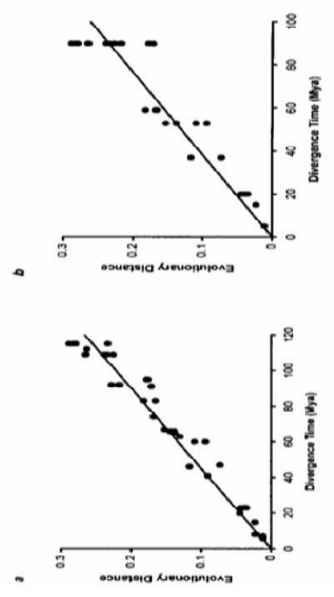 a
Evolutionary Distance
0.3
0.2
0.1
0
0 20 40 60 80 100 120
Divergence Time (Mya)
b
Evolutionary Distance
0.3
0.2
0.1
0
0 20 40 60 80 100
Divergence Time (Mya)